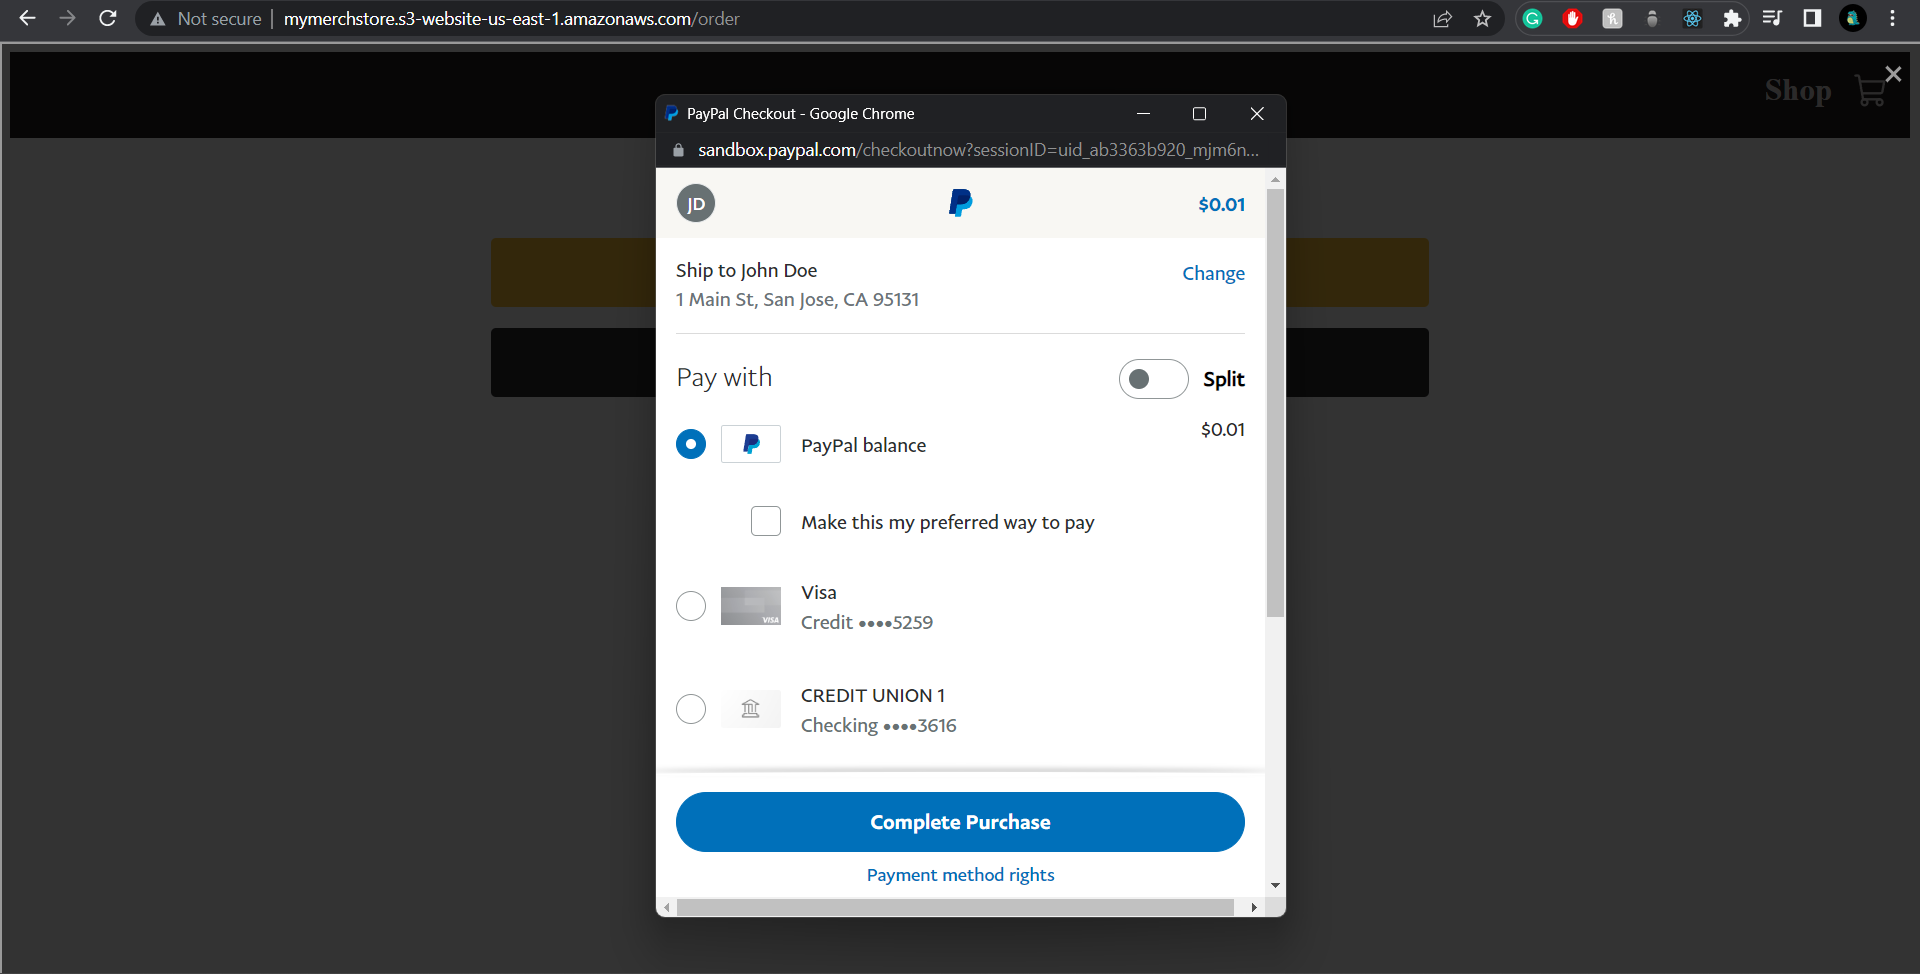 Not secure
mymerchstore.s3-website-us-east-1.amazonaws.com/order
Shop
PayPal Checkout - Google Chrome
sandbox.paypal.com/checkoutnow?sessionID=uid_ab3363b920_mjm6n...
JD
$0.01
Ship to John Doe
Change
1 Main St, San Jose, CA 95131
Pay with
Split
$0.01
PayPal balance
Make this my preferred way to pay
Visa
VISA
Credit ••••5259
CREDIT UNION 1
Checking ••••3616
Complete Purchase
Payment method rights